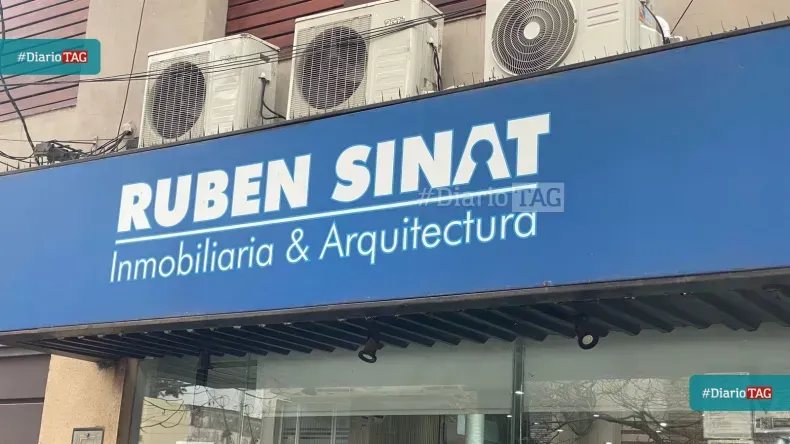 #DiarioTAG
RUBEN SINAT
#DiarioTAG
Inmobiliaria & Arquitectura
#DiarioTAG